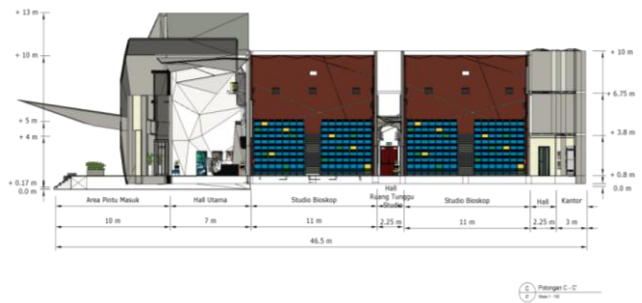 + 13 m
+ 10 m
+ 5 m
+ 4 m
+ 0.17 m
0.0 m
+ 10 m
+ 6.75 m
+ 3.8 m
+ 0.8 m
0.0 m
Area Pintu Masuk
Hall Utama
Studio Bioskop
Hall
Ruang Tunggu
Studio
Studio Bioskop
Hall
Kantor
10 m
7 m
11 m
2.25 m
11 m
2.25 m
3 m
46.5 m
C
Potongan C - C'